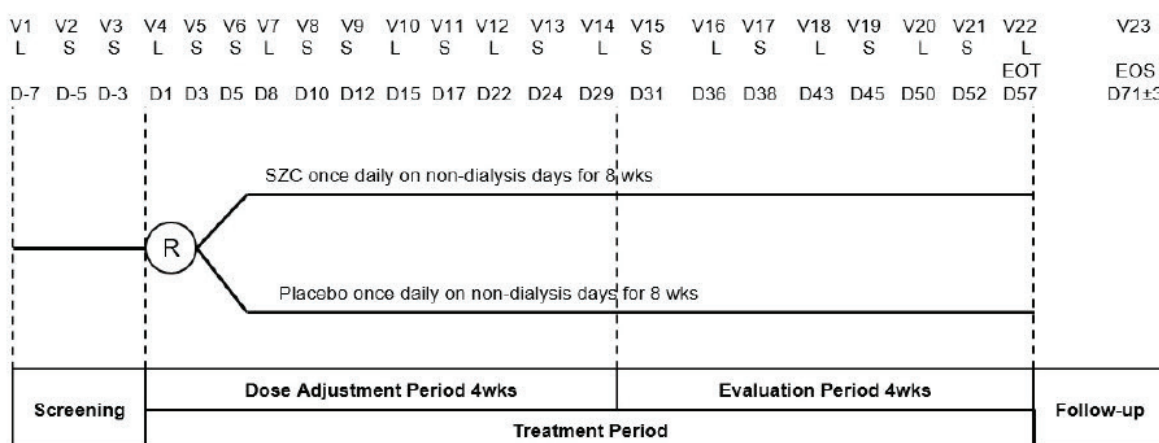 V1 V2 V3 V4 V5 V6 V7 V8 V9 V10 V11 V12 V13 V14 V15 V16 V17 V18 V19 V20 V21 V22 V23
L S S L S S L S S L S L S L S L S L S L S L
EOT EOS
D-7 D-5 D-3 D1 D3 D5 D8 D10 D12 D15 D17 D22 D24 D29 D31 D36 D38 D43 D45 D50 D52 D57 D71±3
SZC once daily on non-dialysis days for 8 wks
R
Placebo once daily on non-dialysis days for 8 wks
Dose Adjustment Period 4wks Evaluation Period 4wks
Screening Follow-up
Treatment Period